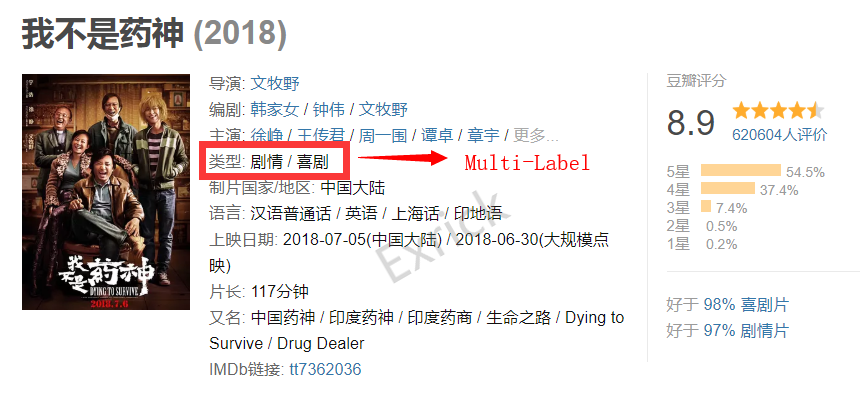 我不是药神 (2018)
导演: 文牧野
编剧: 韩家女 / 钟伟 / 文牧野
主演: 徐峥 / 王传君 / 周一围 / 谭卓 / 章宇 / 更多...
类型: 剧情 / 喜剧
Multi-Label
制片国家/地区: 中国大陆
语言: 汉语普通话 / 英语 / 上海话 / 印地语
上映日期: 2018-07-05(中国大陆) / 2018-06-30(大规模点
映)
片长: 117分钟
又名: 中国药神 / 印度药神 / 印度药商 / 生命之路 / Dying to
Survive / Drug Dealer
IMDb链接: tt7362036
豆瓣评分
8.9
620604人评价
5星 54.5%
4星 37.4%
3星 7.4%
2星 0.5%
1星 0.2%
好于 98% 喜剧片
好于 97% 剧情片
我不是药神
DYING TO SURVIVE
2018.7.6
Exrick